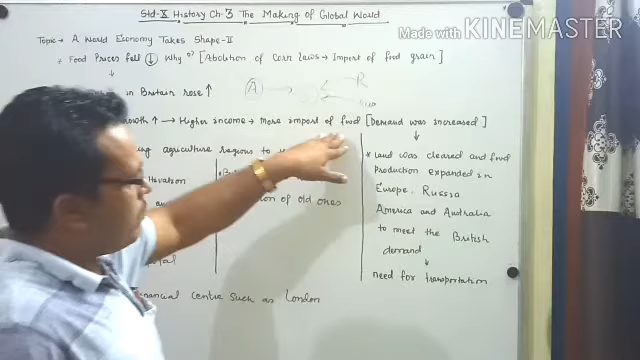 Std-X History Ch-3 The Making of Global World
Made with KINEMASTER
Topic → A World Economy Takes Shape-II
* Food Prices fell ↓ Why ?? [Abolition of Corn Laws → Import of food grain]
↓
A → R
in Britain rose ↑
growth ↑ → Higher income → More import of food [Demand was increased]
↓
agriculture regions to
* Land was cleared and food
production expanded in
Europe, Russia
America and Australia
to meet the British
demand
↓
need for transportation
of old ones
Financial centre such as London